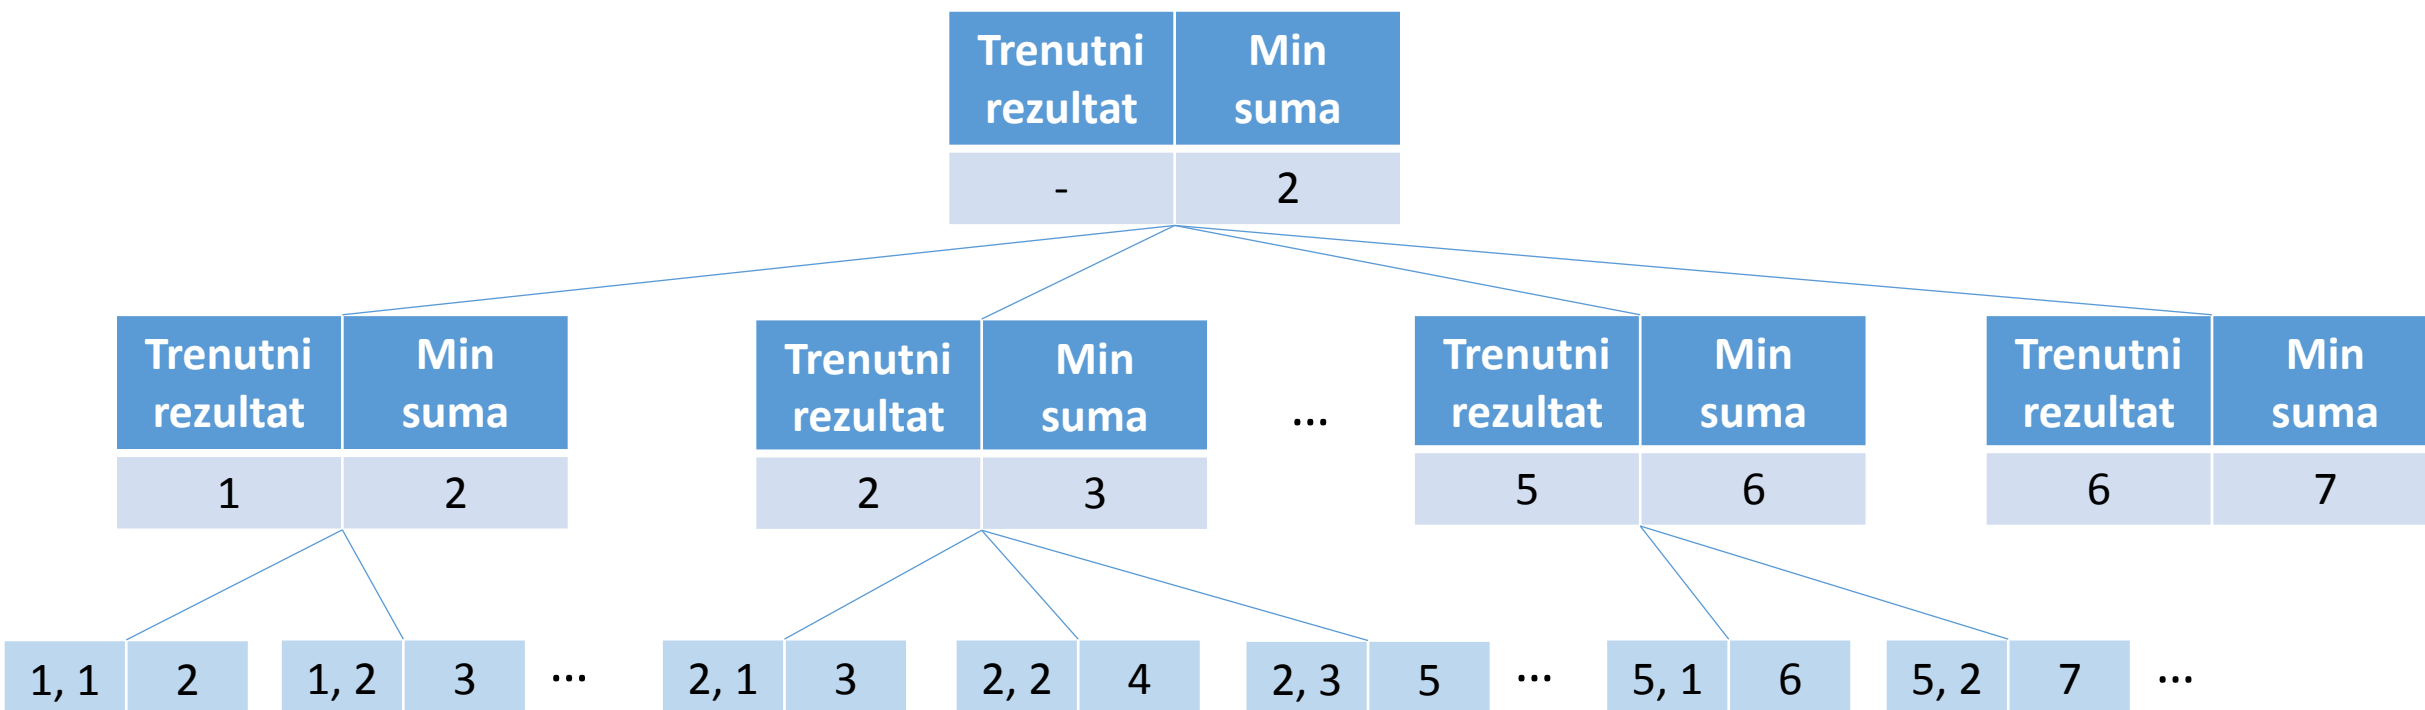 Trenutni rezultat Min suma
- 2
Trenutni rezultat Min suma
1 2
Trenutni rezultat Min suma
2 3
...
Trenutni rezultat Min suma
5 6
Trenutni rezultat Min suma
6 7
1, 1 2
1, 2 3
...
2, 1 3
2, 2 4
2, 3 5
...
5, 1 6
5, 2 7
...